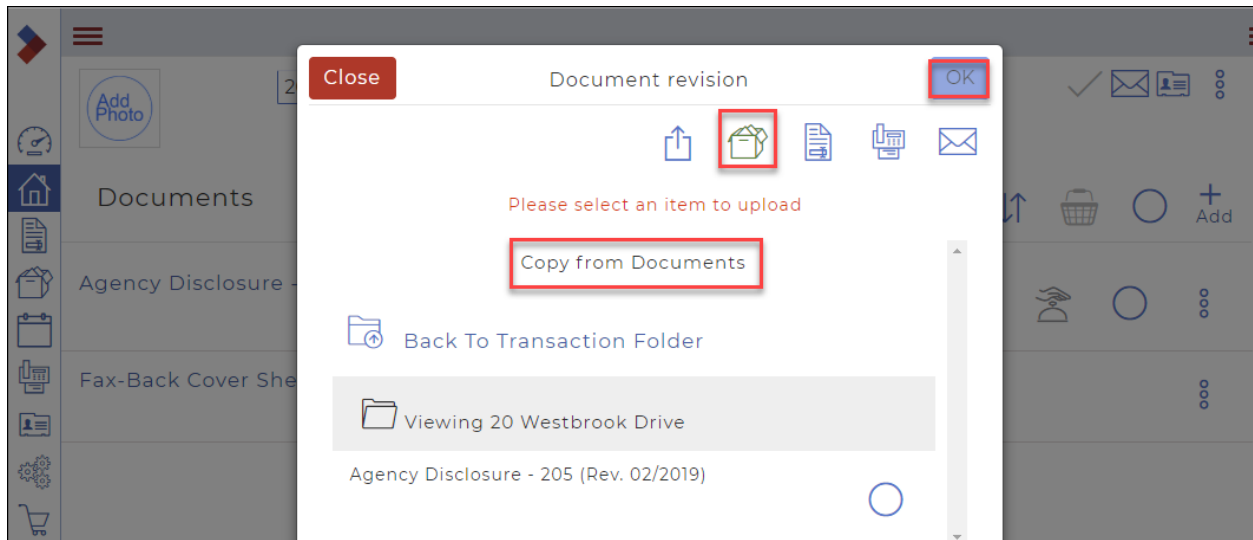 Close
Document revision
OK
Add
Photo
2
Documents
Please select an item to upload
Add
Copy from Documents
Agency Disclosure -
Back To Transaction Folder
Fax-Back Cover She
Viewing 20 Westbrook Drive
Agency Disclosure - 205 (Rev. 02/2019)